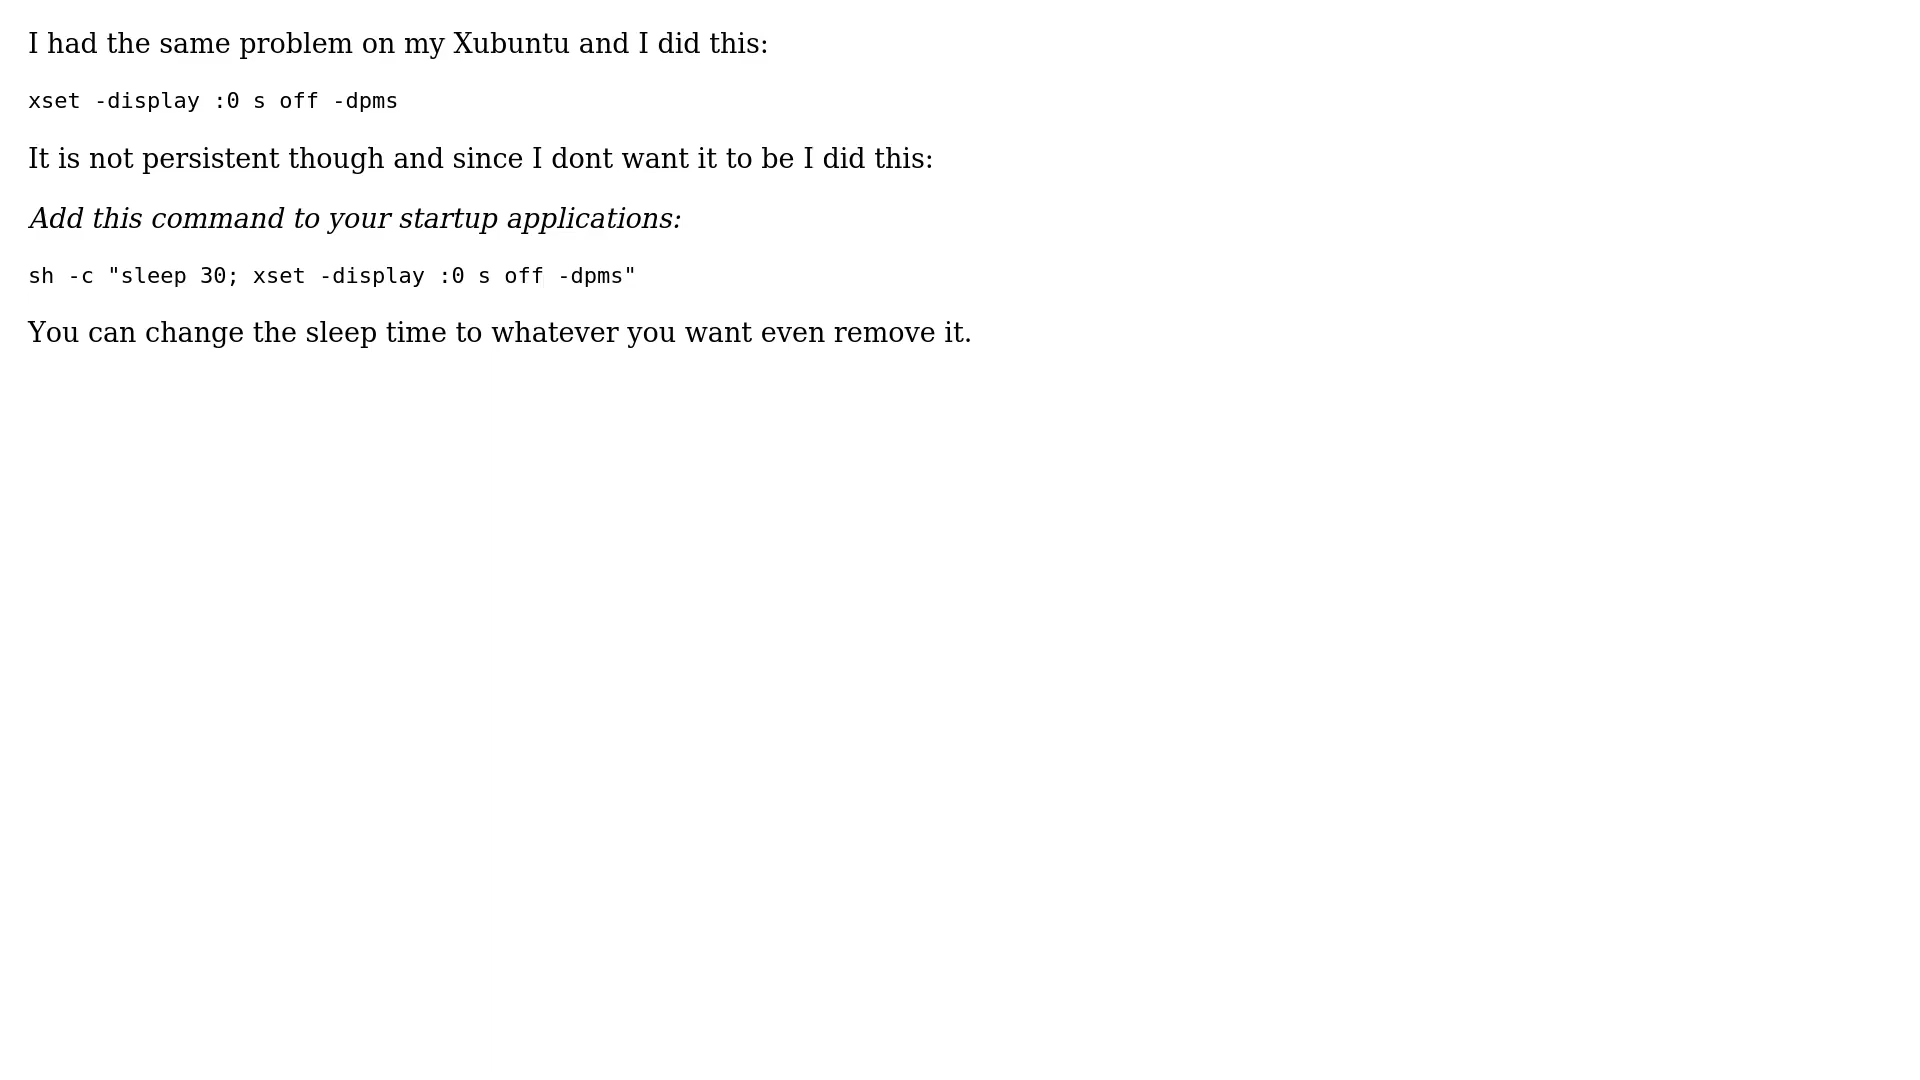 I had the same problem on my Xubuntu and I did this:
xset -display :0 s off -dpms
It is not persistent though and since I dont want it to be I did this:
Add this command to your startup applications:
sh -c "sleep 30; xset -display :0 s off -dpms"
You can change the sleep time to whatever you want even remove it.